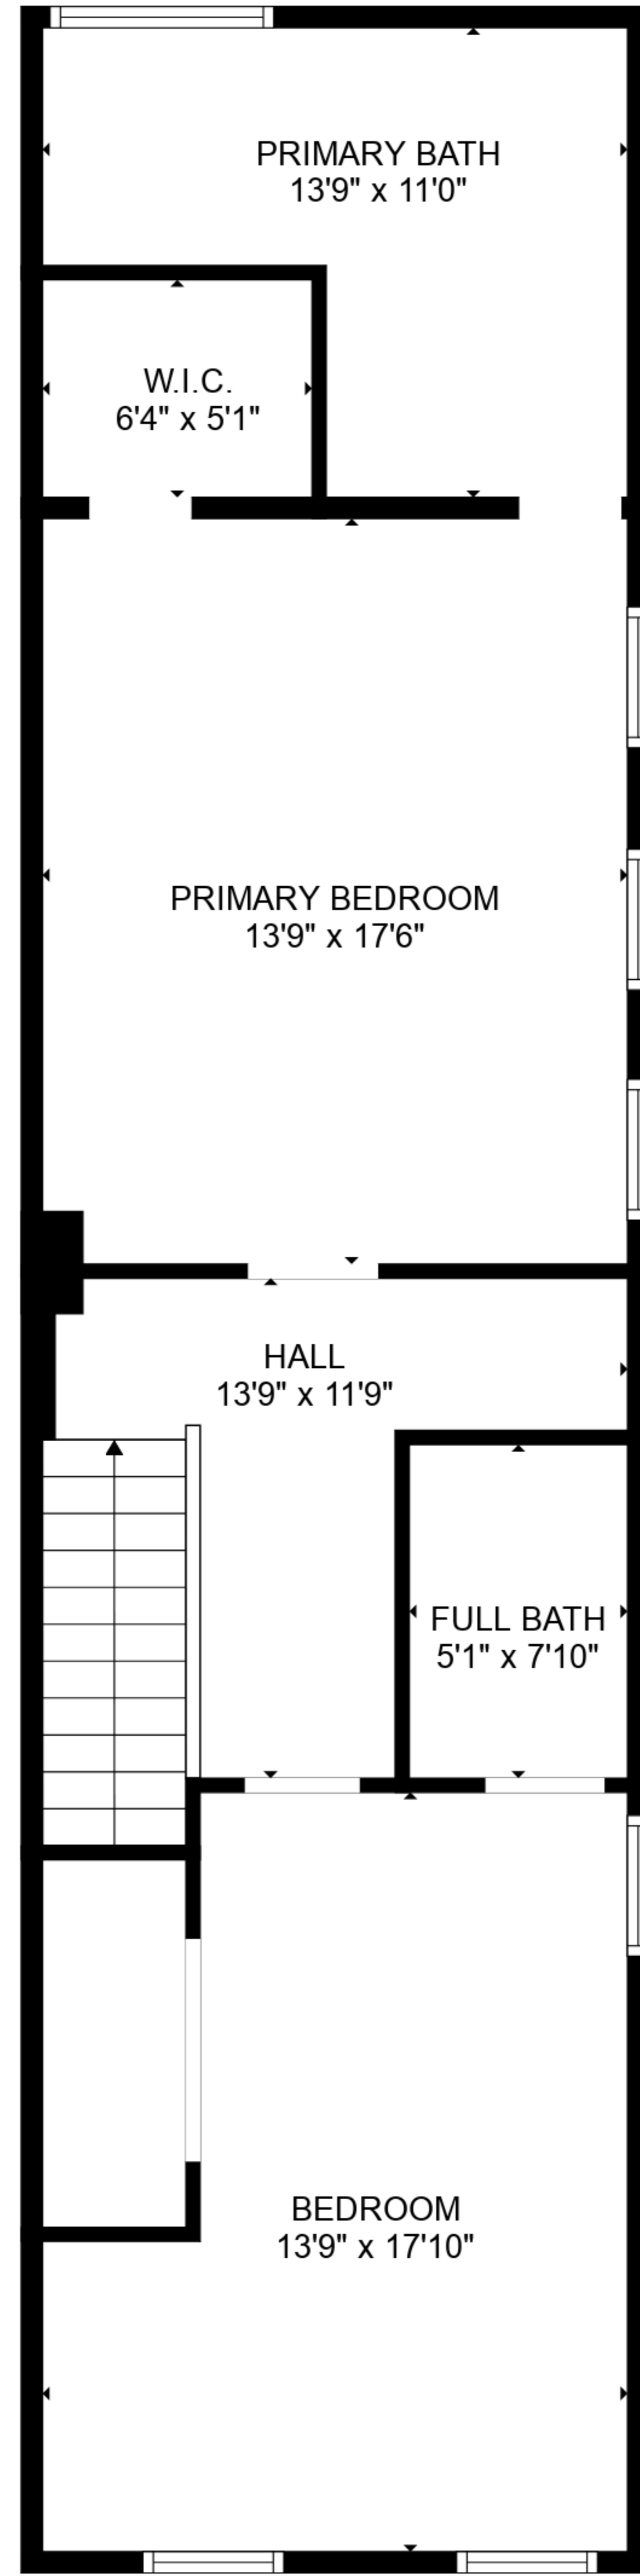 PRIMARY BATH
13'9" x 11'0"
W.I.C.
6'4" x 5'1"
PRIMARY BEDROOM
13'9" x 17'6"
HALL
13'9" x 11'9"
FULL BATH
5'1" x 7'10"
BEDROOM
13'9" x 17'10"